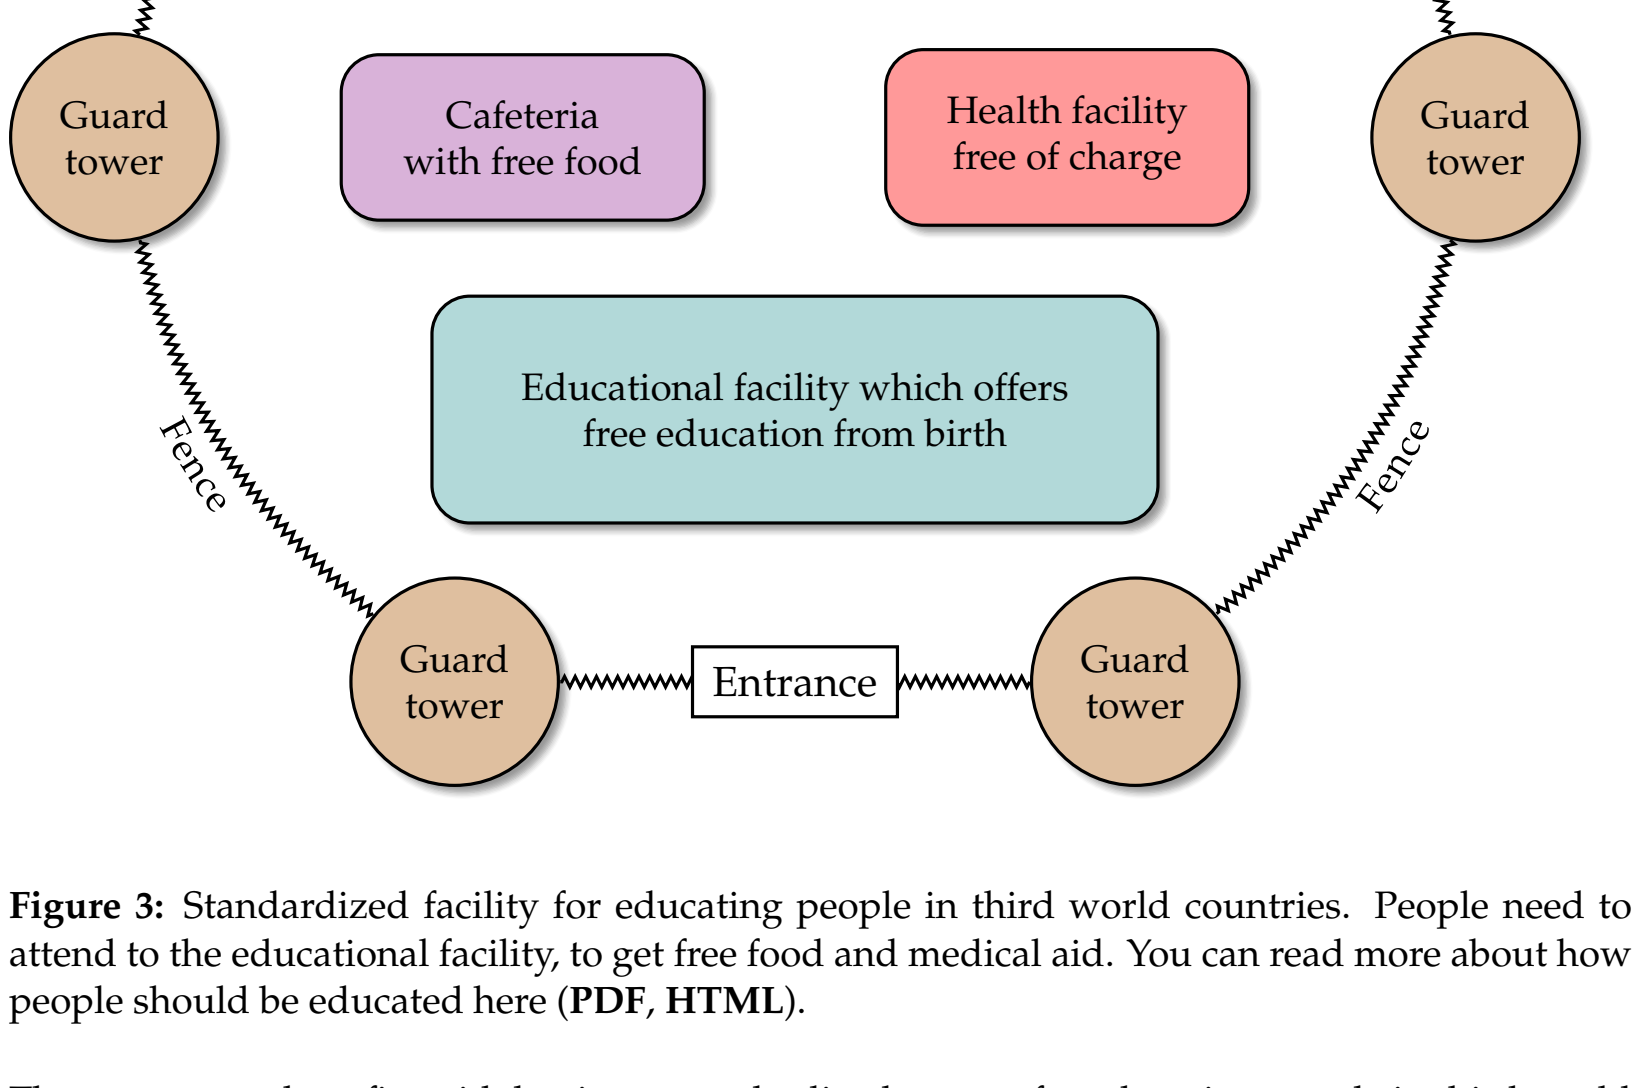 Guard
tower
Cafeteria
with free food
Health facility
free of charge
Guard
tower
Educational facility which offers
free education from birth
Fence
Fence
Guard
tower
Entrance
Guard
tower
Figure 3: Standardized facility for educating people in third world countries. People need to
attend to the educational facility, to get free food and medical aid. You can read more about how
people should be educated here (PDF, HTML).